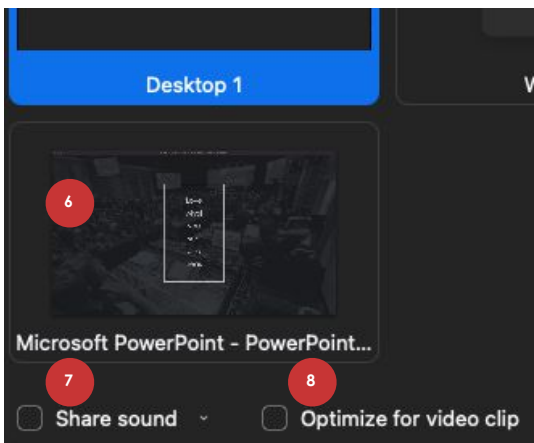 Desktop 1
W
6
Microsoft PowerPoint - PowerPoint...
7
8
Share sound
Optimize for video clip